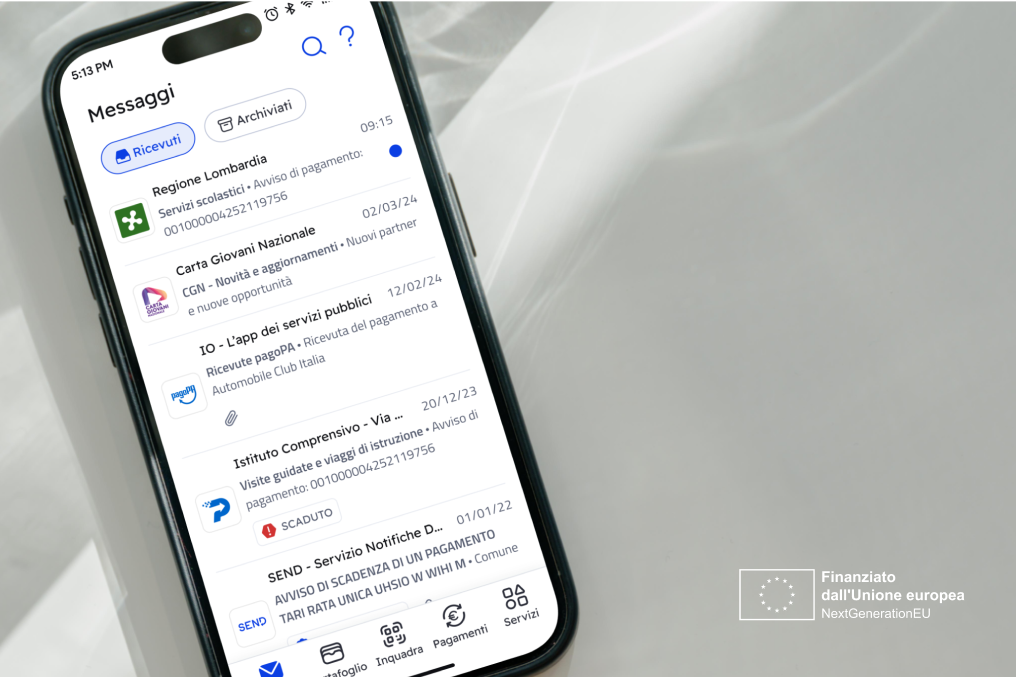 5:13 PM
Messaggi
Ricevuti
Archiviati
Regione Lombardia
09:15
Servizi scolastici • Avviso di pagamento:
001000004252119756
Carta Giovani Nazionale
02/03/24
CGN - Novità e aggiornamenti • Nuovi partner
e nuove opportunità
CARTA
GIOVANI
IO - L'app dei servizi pubblici
12/02/24
Ricevute pagoPA • Ricevuta del pagamento a
Automobile Club Italia
pagoPA
Istituto Comprensivo - Via ...
20/12/23
Visite guidate e viaggi di istruzione • Avviso di
pagamento: 001000004252119756
SCADUTO
SEND - Servizio Notifiche D...
01/01/22
AVVISO DI SCADENZA DI UN PAGAMENTO
TARI RATA UNICA UHSIO W WIHI M • Comune
SEND
tafoglio
Inquadra
Pagamenti
Servizi
Finanziato
dall'Unione europea
NextGenerationEU